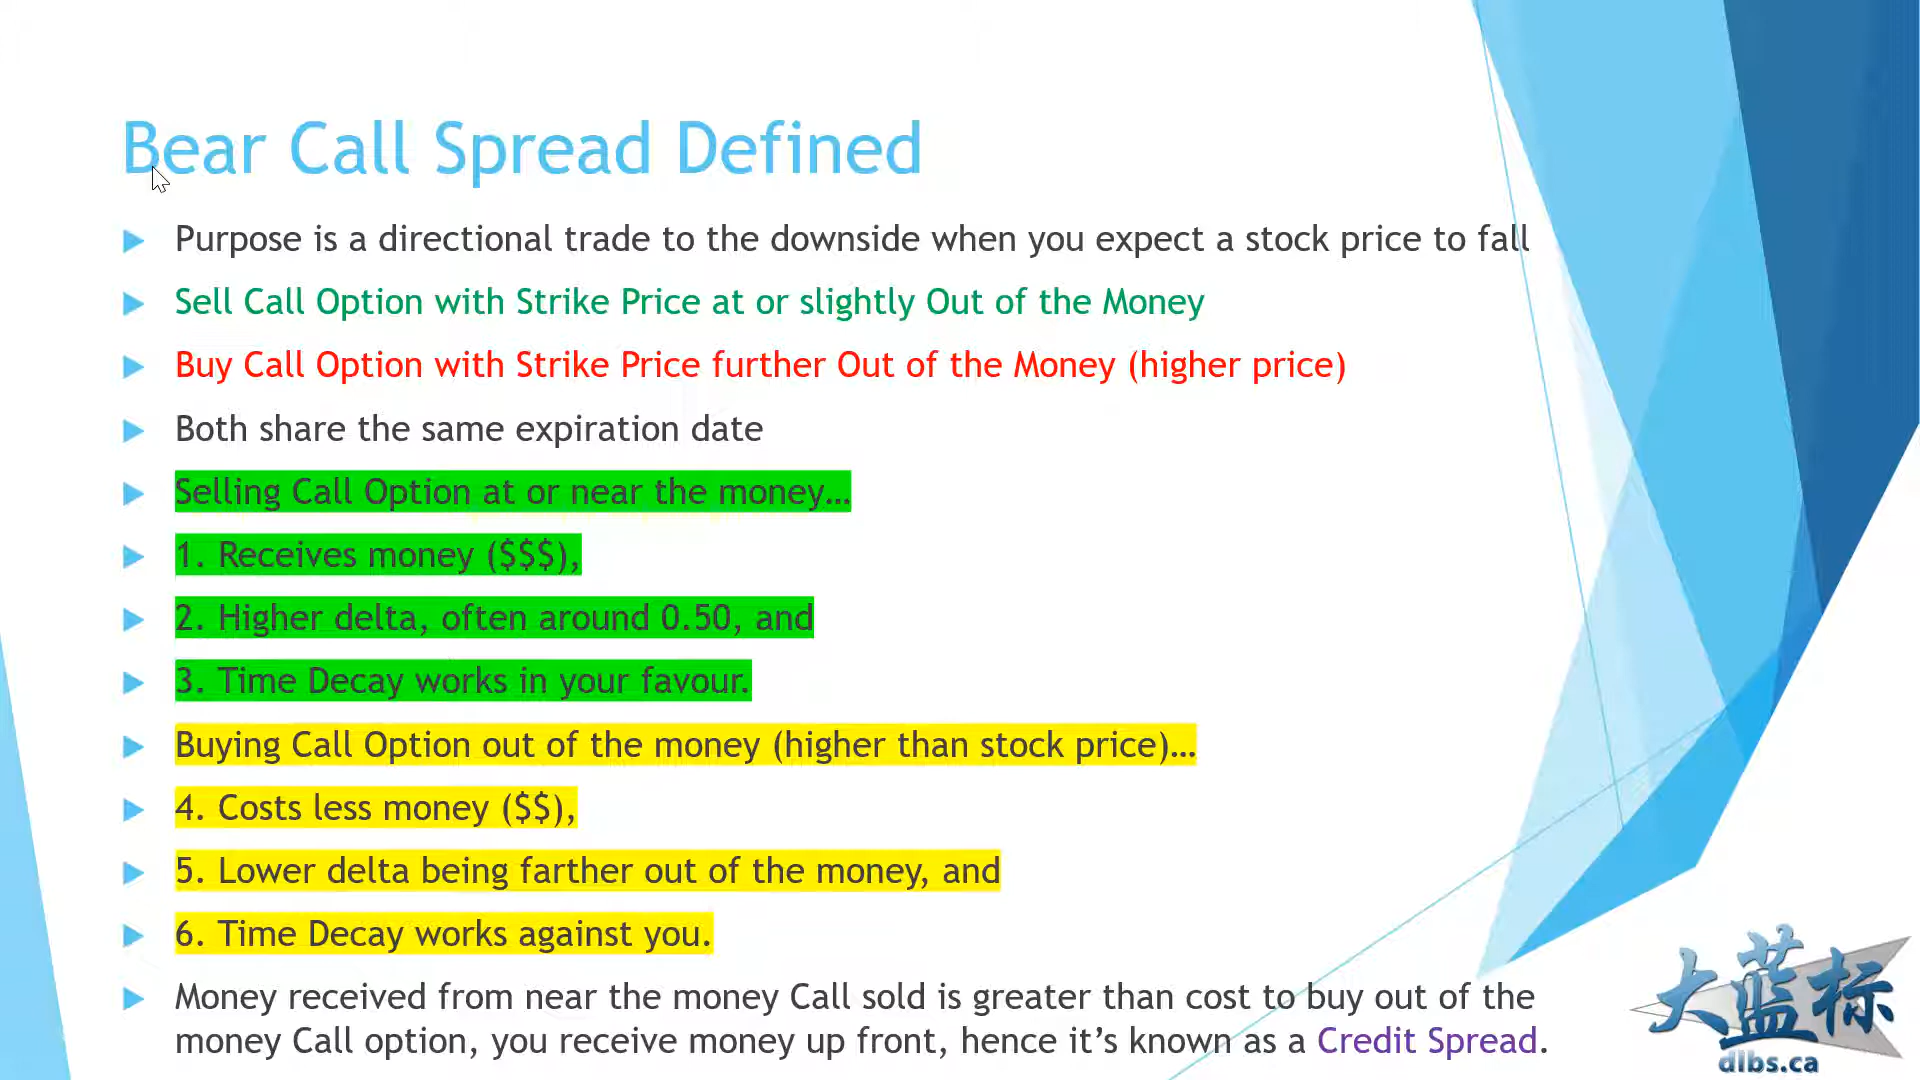 Bear Call Spread Defined
Purpose is a directional trade to the downside when you expect a stock price to fall
Sell Call Option with Strike Price at or slightly Out of the Money
Buy Call Option with Strike Price further Out of the Money (higher price)
Both share the same expiration date
Selling Call Option at or near the money…
1. Receives money ($$$),
2. Higher delta, often around 0.50, and
3. Time Decay works in your favour.
Buying Call Option out of the money (higher than stock price)…
4. Costs less money ($$),
5. Lower delta being farther out of the money, and
6. Time Decay works against you.
Money received from near the money Call sold is greater than cost to buy out of the
money Call option, you receive money up front, hence it’s known as a Credit Spread.
大蓝标
dlbs.ca